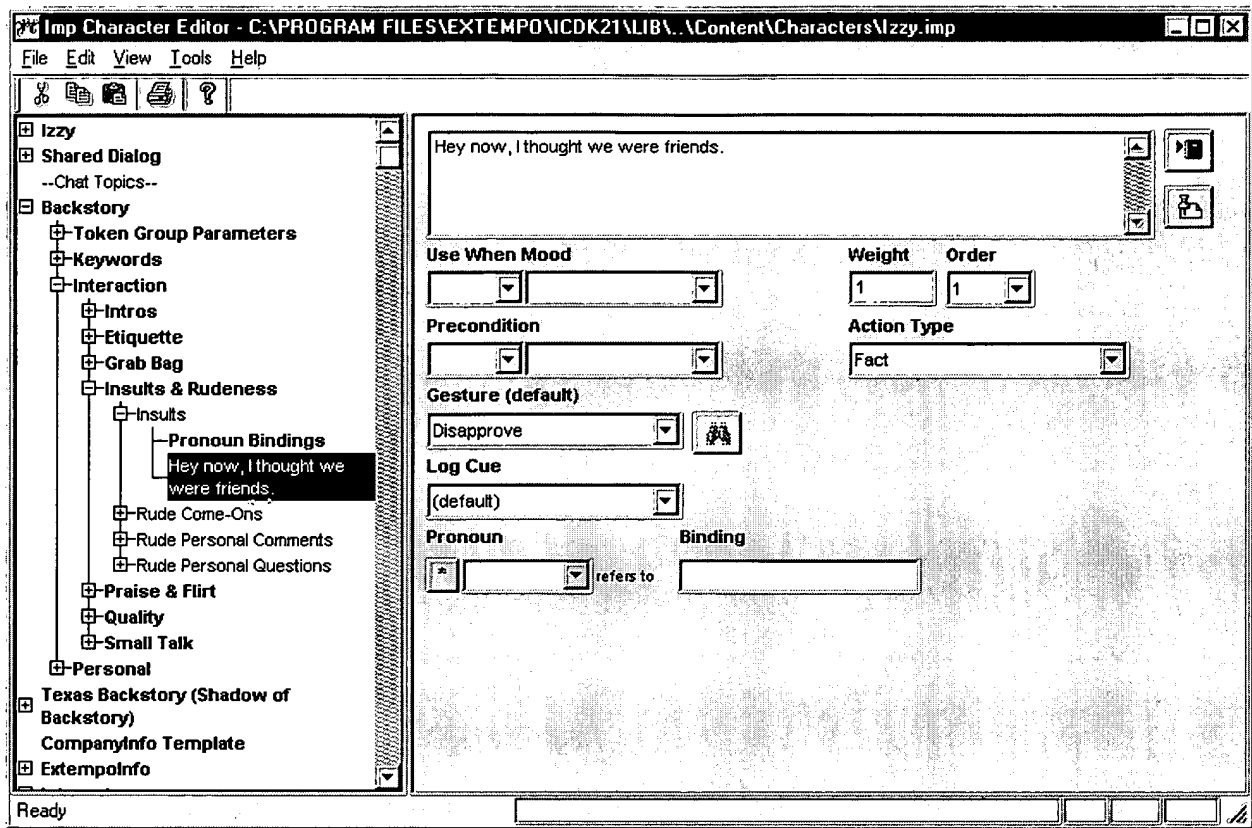 Imp Character Editor - C:\PROGRAM FILES\EXTEMPO\ICDK21\LIB\..\Content\Characters\Izzy.imp
File Edit View Tools Help
Izzy
Shared Dialog
--Chat Topics--
Backstory
Token Group Parameters
Keywords
Interaction
Intros
Etiquette
Grab Bag
Insults & Rudeness
Insults
Pronoun Bindings
Hey now, I thought we
were friends.
Rude Come-Ons
Rude Personal Comments
Rude Personal Questions
Praise & Flirt
Quality
Small Talk
Personal
Texas Backstory (Shadow of
Backstory)
CompanyInfo Template
ExtempoInfo
Hey now, I thought we were friends.
Use When Mood
Weight Order
1 1
Precondition
Action Type
Fact
Gesture (default)
Disapprove
Log Cue
(default)
Pronoun Binding
* refers to
Ready